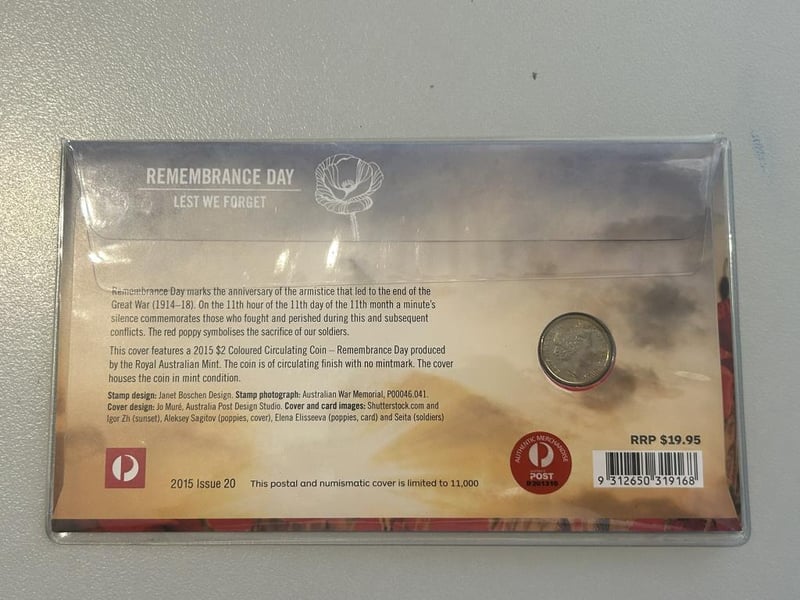 REMEMBRANCE DAY
LEST WE FORGET
Remembrance Day marks the anniversary of the armistice that led to the end of the
Great War (1914–18). On the 11th hour of the 11th day of the 11th month a minute's
silence commemorates those who fought and perished during this and subsequent
conflicts. The red poppy symbolises the sacrifice of our soldiers.
This cover features a 2015 $2 Coloured Circulating Coin – Remembrance Day produced
by the Royal Australian Mint. The coin is of circulating finish with no mintmark. The cover
houses the coin in mint condition.
Stamp design: Janet Boschen Design. Stamp photograph: Australian War Memorial, P00046.041.
Cover design: Jo Muré, Australia Post Design Studio. Cover and card images: Shutterstock.com and
Igor Zh (sunset), Aleksey Sagitov (poppies, cover), Elena Elisseeva (poppies, card) and Seita (soldiers)
AUTHENTIC MERCHANDISE
POST
RRP $19.95
9 312650 319168
2015 Issue 20
This postal and numismatic cover is limited to 11,000